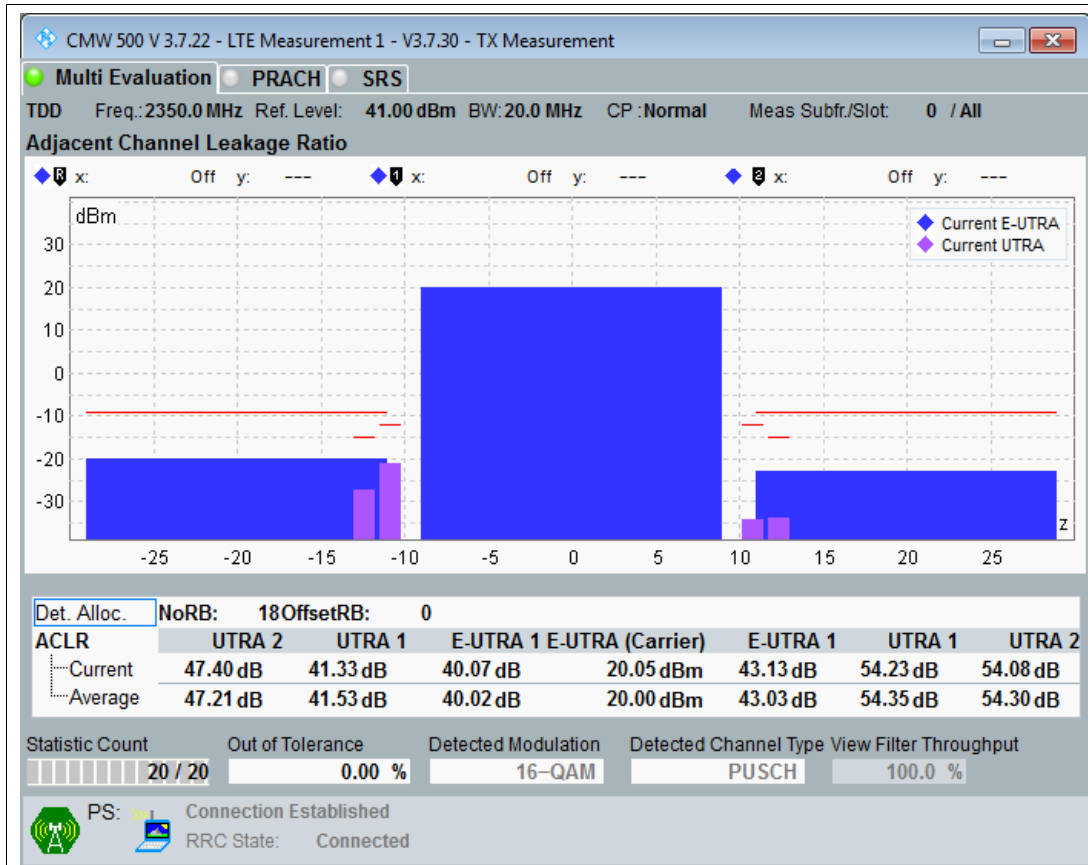 CMW 500 V 3.7.22 - LTE Measurement 1 - V3.7.30 - TX Measurement
Multi Evaluation PRACH SRS
TDD Freq.: 2350.0 MHz Ref. Level: 41.00 dBm BW: 20.0 MHz CP : Normal Meas Subfr./Slot: 0 / All
Adjacent Channel Leakage Ratio
R x: Off y: --- 1 x: Off y: --- 2 x: Off y: ---
dBm
Current E-UTRA
Current UTRA
30
20
10
0
-10
-20
-30
z
-25 -20 -15 -10 -5 0 5 10 15 20 25
Det. Alloc. NoRB: 18 OffsetRB: 0
ACLR UTRA 2 UTRA 1 E-UTRA 1 E-UTRA (Carrier) E-UTRA 1 UTRA 1 UTRA 2
Current 47.40 dB 41.33 dB 40.07 dB 20.05 dBm 43.13 dB 54.23 dB 54.08 dB
Average 47.21 dB 41.53 dB 40.02 dB 20.00 dBm 43.03 dB 54.35 dB 54.30 dB
Statistic Count Out of Tolerance Detected Modulation Detected Channel Type View Filter Throughput
20 / 20 0.00 % 16-QAM PUSCH 100.0 %
PS: Connection Established
RRC State: Connected